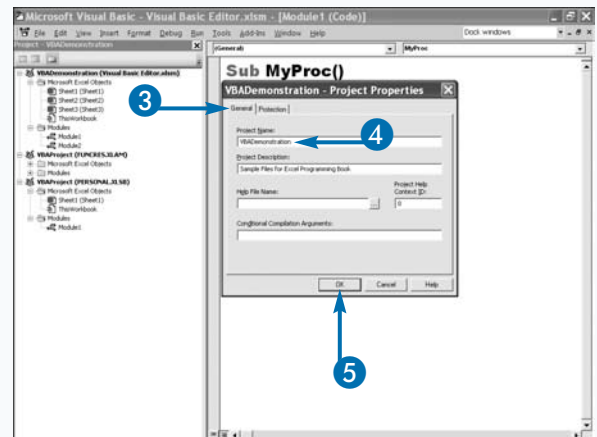 Microsoft Visual Basic - Visual Basic Editor.xlsm - [Module1 (Code)]
File Edit View Insert Format Debug Run Tools Add-Ins Window Help
Dock windows
Project - VBADemonstration
(General)
MyProc
VBADemonstration (Visual Basic Editor.xlsm)
Microsoft Excel Objects
Sheet1 (Sheet1)
Sheet2 (Sheet2)
Sheet3 (Sheet3)
ThisWorkbook
Modules
Module1
Module2
VBAProject (FUNCRES.XLAM)
Microsoft Excel Objects
Modules
VBAProject (PERSONAL.XLSB)
Microsoft Excel Objects
Sheet1 (Sheet1)
ThisWorkbook
Modules
Module1
Sub MyProc()
VBADemonstration - Project Properties
3
General
Protection
Project Name:
VBADemonstration
4
Project Description:
Sample Files for Excel Programming Book
Help File Name:
Project Help
Context ID:
...
0
Conditional Compilation Arguments:
OK
Cancel
Help
5